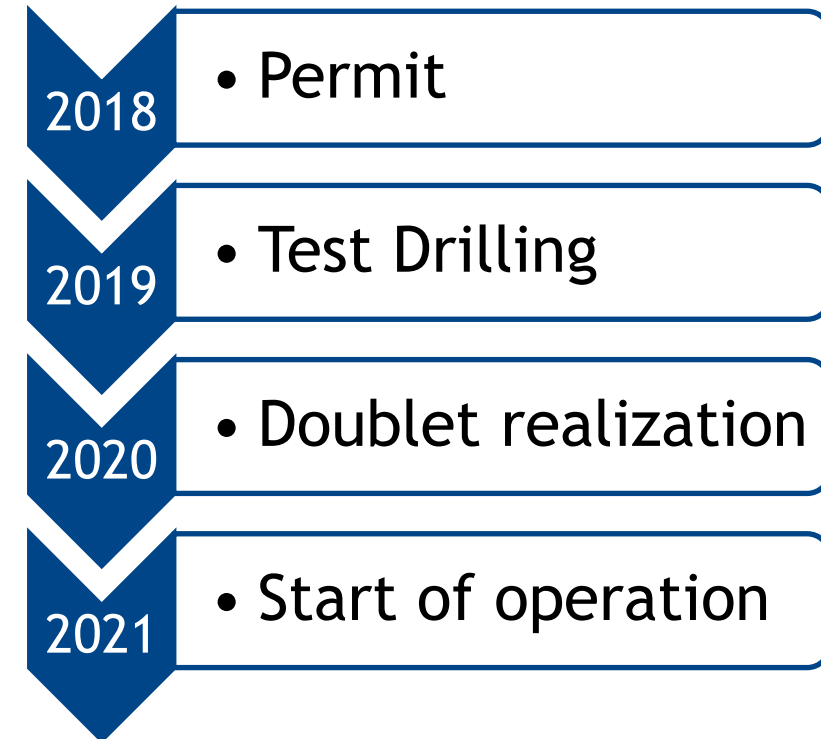 2018
• Permit
2019
• Test Drilling
2020
• Doublet realization
2021
• Start of operation